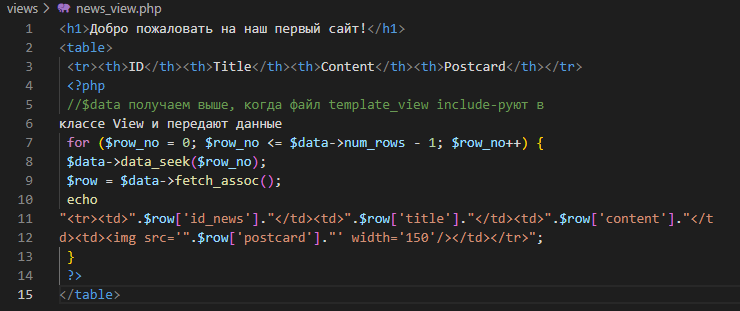 views > news_view.php
1 <h1>Добро пожаловать на наш первый сайт!</h1>
2 <table>
3 <tr><th>ID</th><th>Title</th><th>Content</th><th>Postcard</th></tr>
4 <?php
5 //$data получаем выше, когда файл template_view include-руют в
6 классе View и передают данные
7 for ($row_no = 0; $row_no <= $data->num_rows - 1; $row_no++) {
8 $data->data_seek($row_no);
9 $row = $data->fetch_assoc();
10 echo
11 "<tr><td>".$row['id_news']."</td><td>".$row['title']."</td><td>".$row['content']."</t
12 d><td><img src='".$row['postcard']."' width='150'/></td></tr>";
13 }
14 ?>
15 </table>